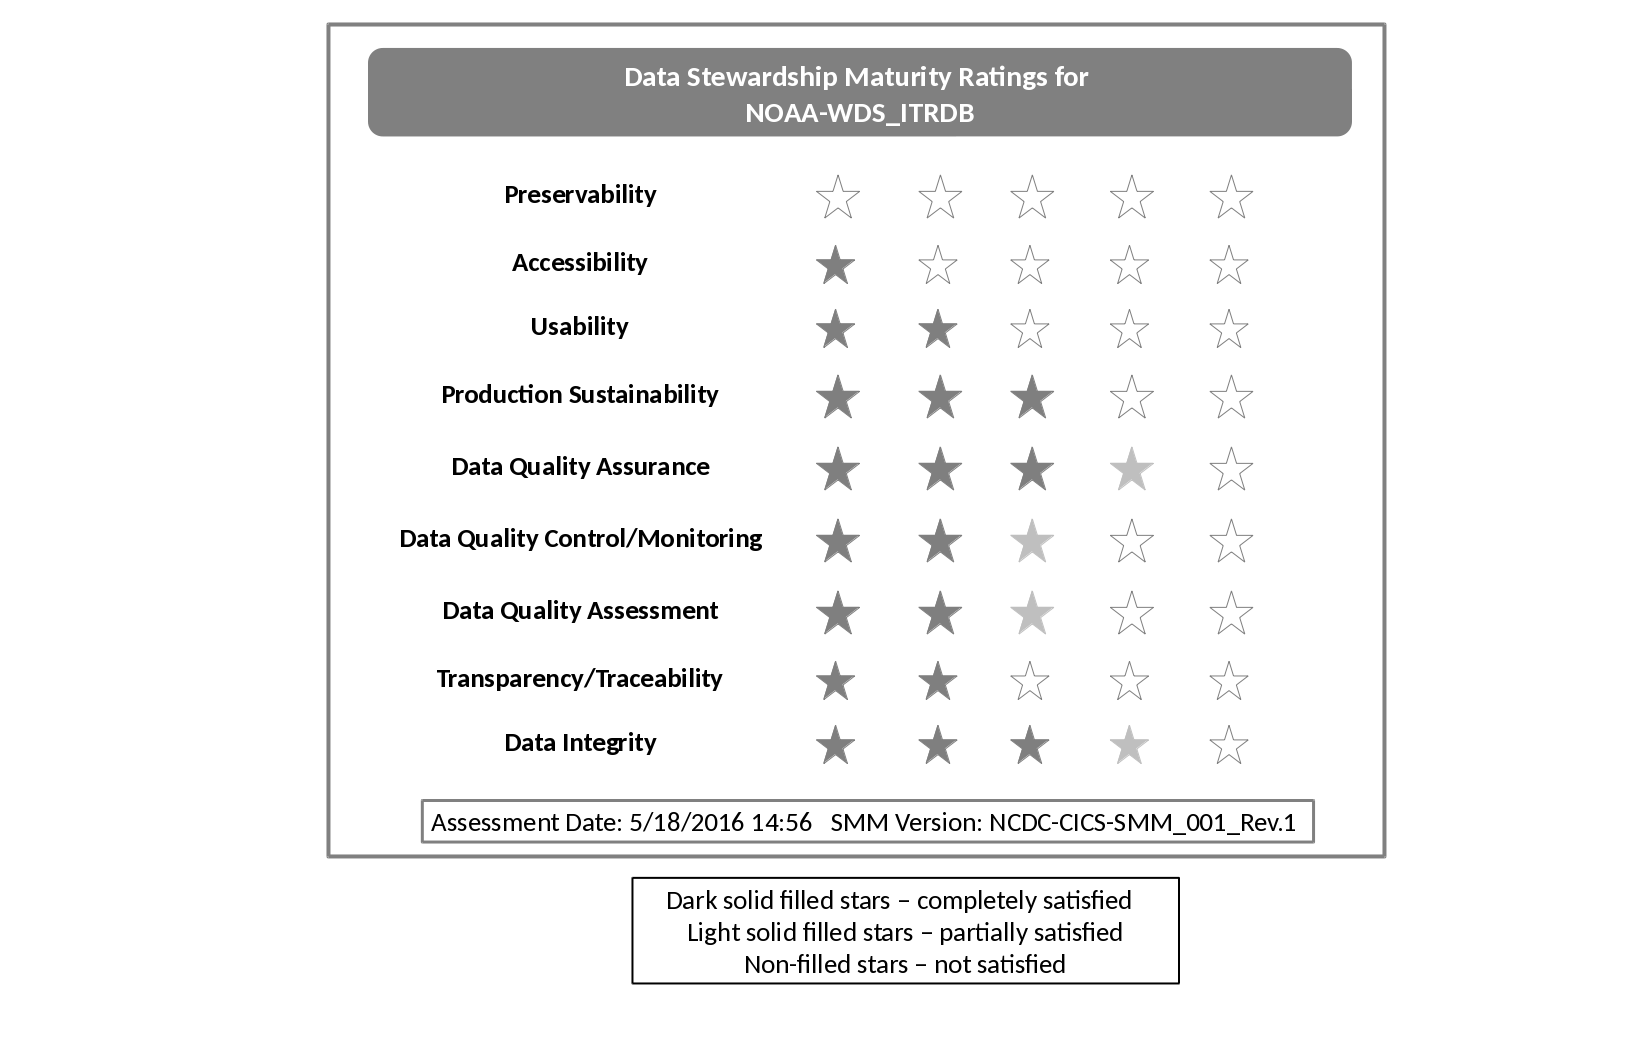 Data Stewardship Maturity Ratings for
NOAA-WDS_ITRDB
Preservability
Accessibility
Usability
Production Sustainability
Data Quality Assurance
Data Quality Control/Monitoring
Data Quality Assessment
Transparency/Traceability
Data Integrity
Assessment Date: 5/18/2016 14:56 SMM Version: NCDC-CICS-SMM_001_Rev.1
Dark solid filled stars – completely satisfied
Light solid filled stars – partially satisfied
Non-filled stars – not satisfied